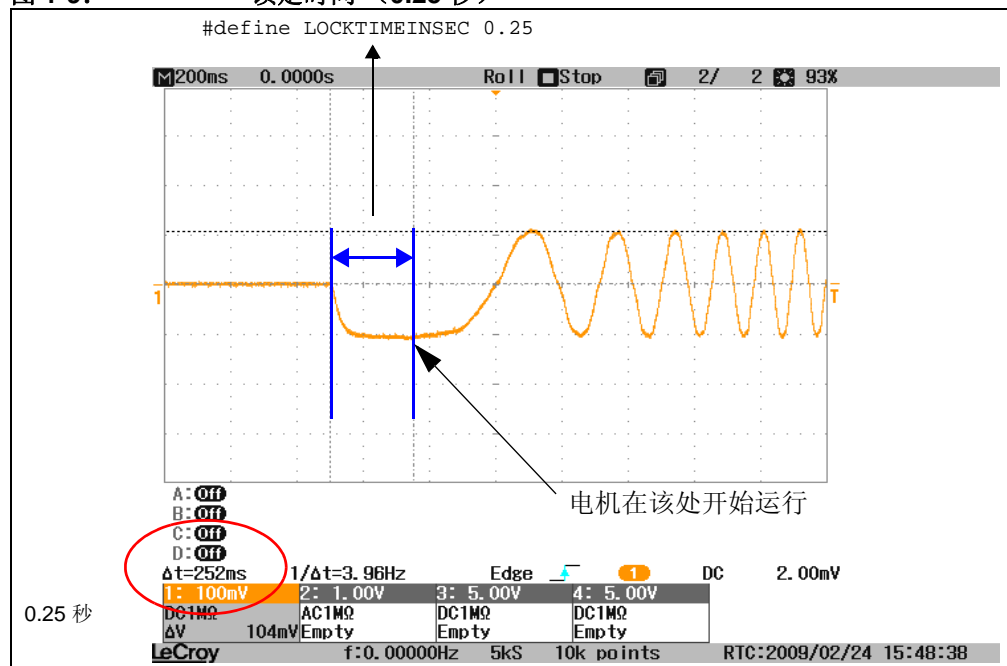 #define LOCKTIMEINSEC 0.25
M 200ms 0.0000s Roll Stop 2/ 2 93%
1
T
电机在该处开始运行
A:Off
B:Off
C:Off
D:Off
Δt=252ms 1/Δt=3.96Hz Edge 1 DC 2.00mV
1: 100mV 2: 1.00V 3: 5.00V 4: 5.00V
0.25 秒
DC1MΩ AC1MΩ DC1MΩ DC1MΩ
ΔV 104mV Empty Empty Empty
LeCroy f:0.00000Hz 5kS 10k points RTC:2009/02/24 15:48:38